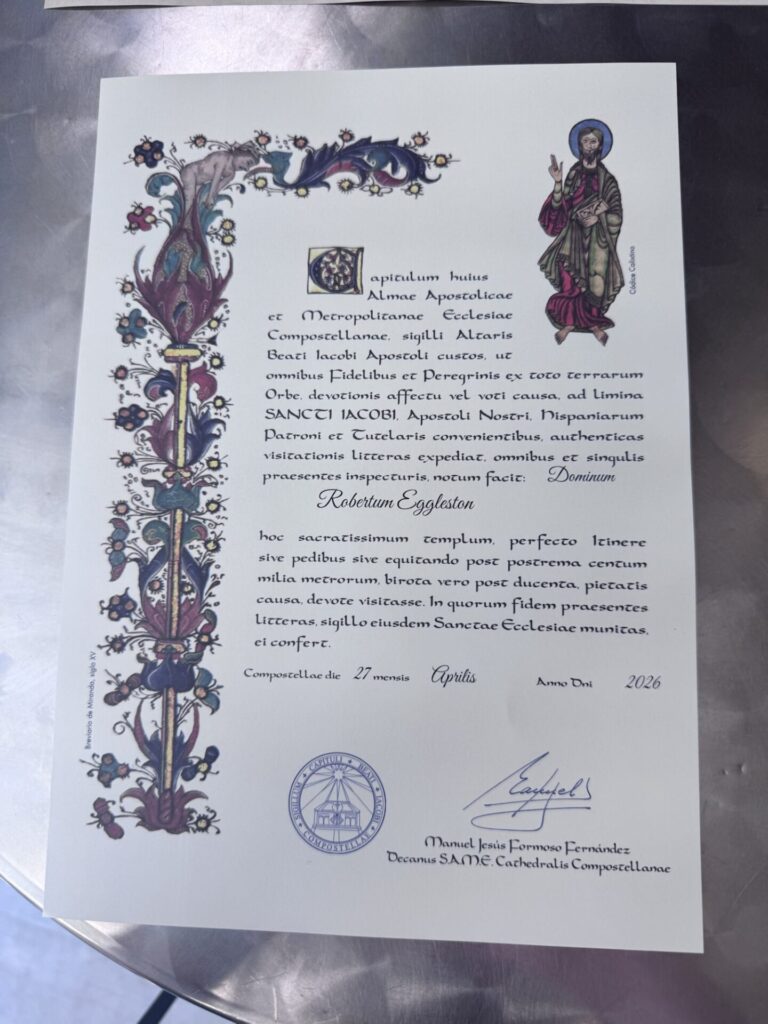 Capitulum huius
Almae Apostolicae
et Metropolitanae Ecclesiae
Compostellanae, sigilli Altaris
Beati Iacobi Apostoli custos, ut
omnibus Fidelibus et Peregrinis ex toto terrarum
Orbe, devotionis affectu vel voti causa, ad limina
SANCTI IACOBI, Apostoli Nostri, Hispaniarum
Patroni et Tutelaris convenientibus, authenticas
visitationis litteras expediat, omnibus et singulis
praesentes inspecturis, notum facit: Dominum
Robertum Eggleston
hoc sacratissimum templum, perfecto Itinere
sive pedibus sive equitando post postrema centum
milia metrorum, birota vero post ducenta, pietatis
causa, devote visitasse. In quorum fidem praesentes
litteras, sigillo eiusdem Sanctae Ecclesiae munitas,
ei confert.
Compostellae die 27 mensis Aprilis Anno Dni 2026
SIGILLUM CAPITULI BEATI JACOBI COMPOSTELLAE
Manuel Jesús Formoso Fernández
Decanus S.A.M.E. Cathedralis Compostellanae
Códice Calixtino
Breviario de Miranda, siglo XV